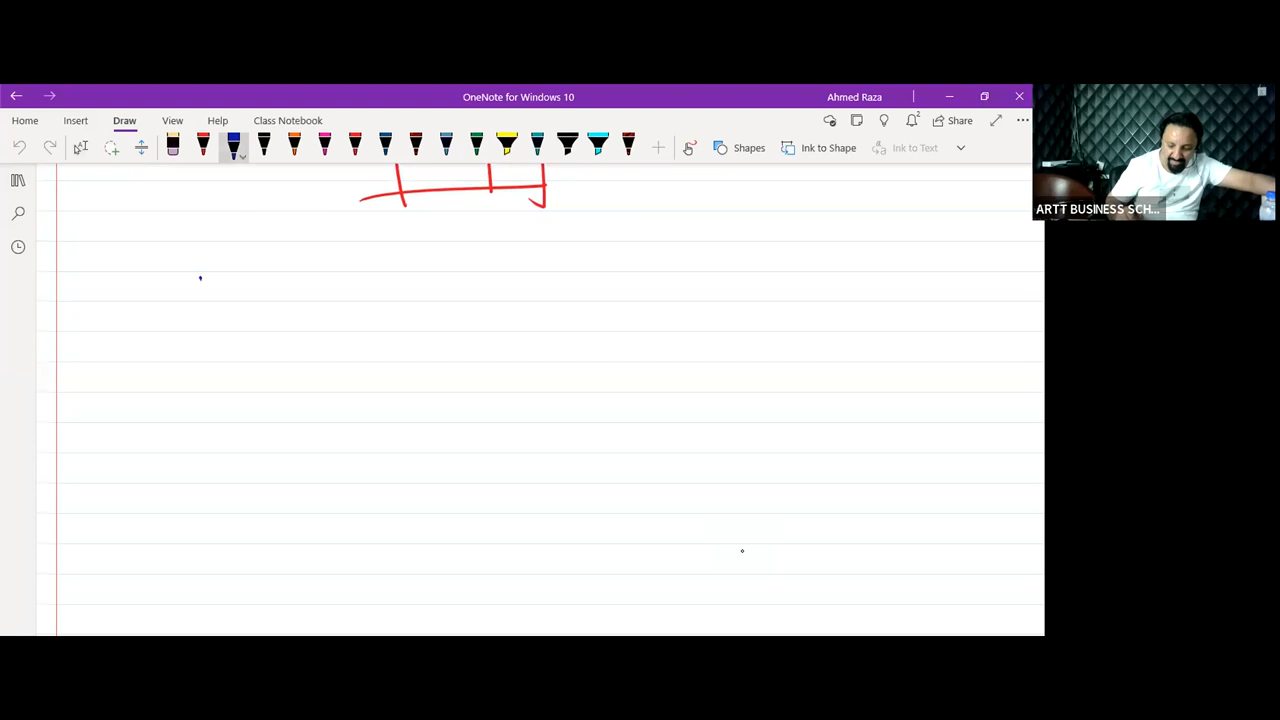 OneNote for Windows 10
Ahmed Raza
Home
Insert
Draw
View
Help
Class Notebook
Share
Shapes
Ink to Shape
Ink to Text
ARTT BUSINESS SCH...